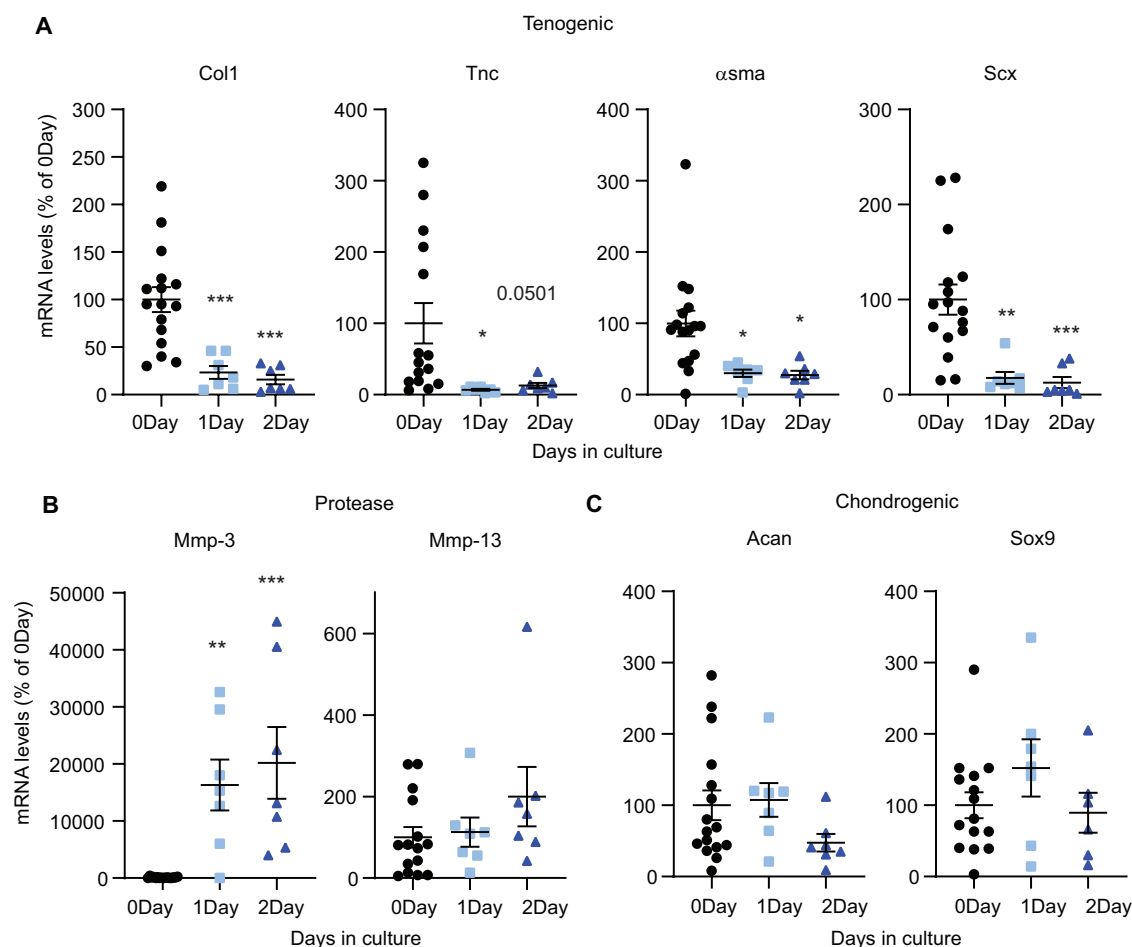 A
Tenogenic
Col1
Tnc
αsma
Scx
mRNA levels (% of 0Day)
300
250
200
150
100
50
0
400
300
200
100
0
400
300
200
100
0
300
200
100
0
***
***
*
0.0501
*
*
**
***
0Day 1Day 2Day
0Day 1Day 2Day
0Day 1Day 2Day
0Day 1Day 2Day
Days in culture
B
Protease
Mmp-3
Mmp-13
mRNA levels (% of 0Day)
50000
40000
30000
20000
10000
0
600
400
200
0
**
***
0Day 1Day 2Day
0Day 1Day 2Day
Days in culture
C
Chondrogenic
Acan
Sox9
400
300
200
100
0
400
300
200
100
0
0Day 1Day 2Day
0Day 1Day 2Day
Days in culture